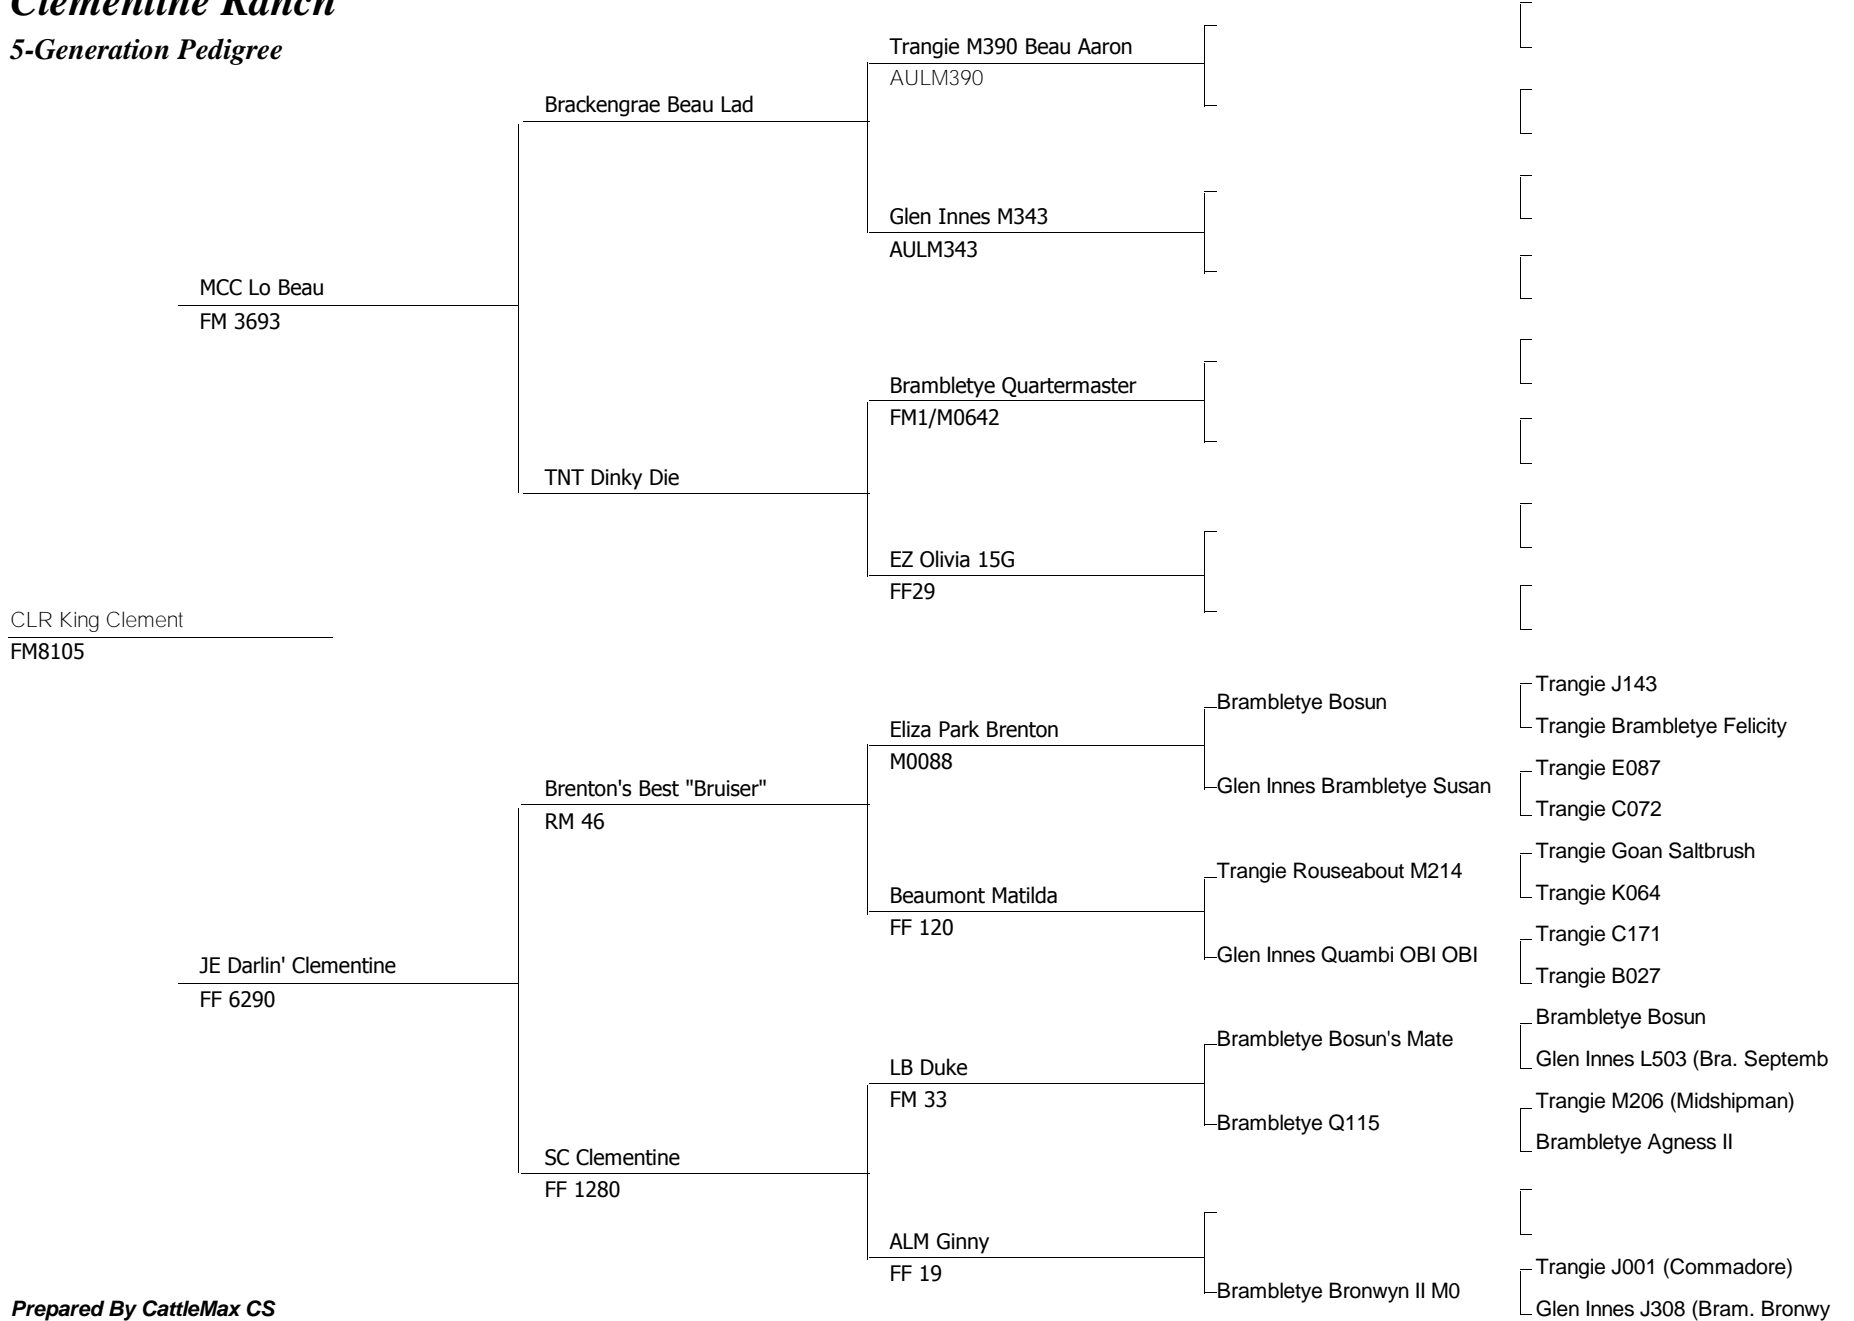 Clementine Ranch
5-Generation Pedigree
Trangie M390 Beau Aaron
AULM390
Brackengrae Beau Lad
Glen Innes M343
AULM343
MCC Lo Beau
FM 3693
Brambletye Quartermaster
FM1/M0642
TNT Dinky Die
EZ Olivia 15G
FF29
CLR King Clement
FM8105
Trangie J143
Brambletye Bosun
Trangie Brambletye Felicity
Eliza Park Brenton
M0088
Trangie E087
Glen Innes Brambletye Susan
Trangie C072
Brenton's Best "Bruiser"
RM 46
Trangie Goan Saltbrush
Trangie Rouseabout M214
Trangie K064
Beaumont Matilda
FF 120
Trangie C171
Glen Innes Quambi OBI OBI
Trangie B027
JE Darlin' Clementine
FF 6290
Brambletye Bosun
Brambletye Bosun's Mate
Glen Innes L503 (Bra. Septemb
LB Duke
FM 33
Trangie M206 (Midshipman)
Brambletye Q115
Brambletye Agness II
SC Clementine
FF 1280
ALM Ginny
FF 19
Trangie J001 (Commadore)
Brambletye Bronwyn II M0
Glen Innes J308 (Bram. Bronwy
Prepared By CattleMax CS